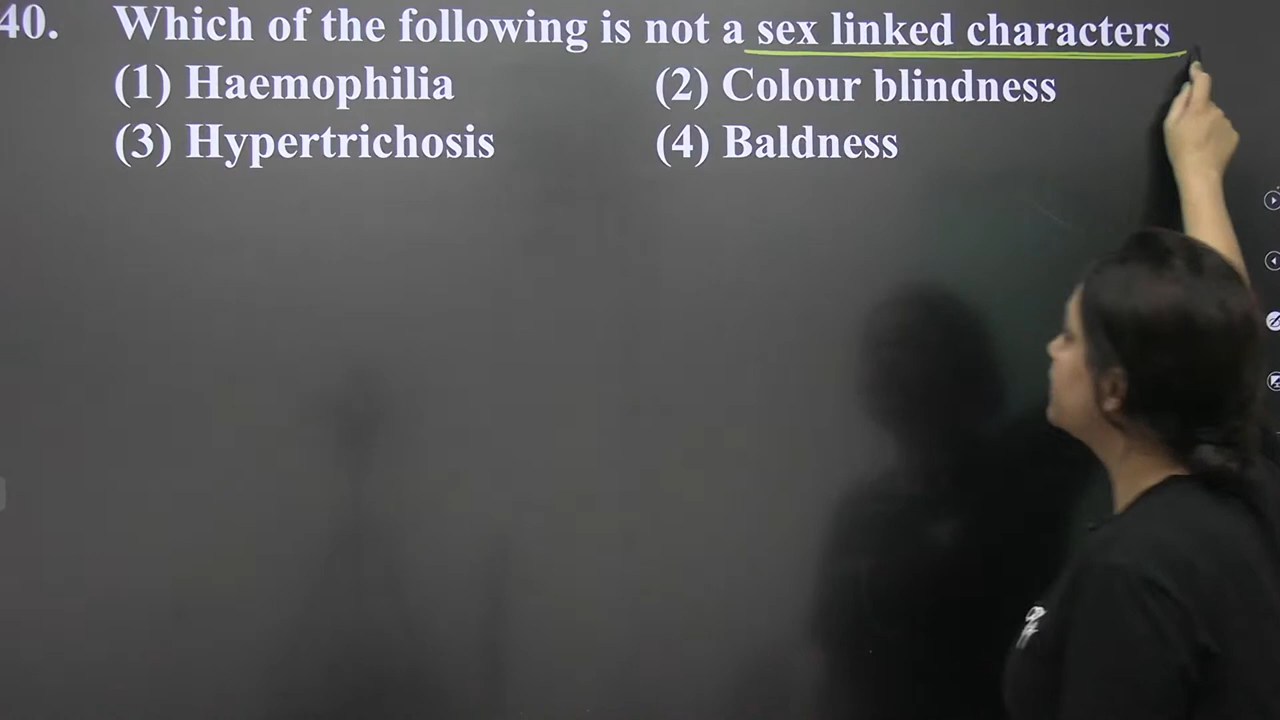 40. Which of the following is not a sex linked characters
(1) Haemophilia (2) Colour blindness
(3) Hypertrichosis (4) Baldness